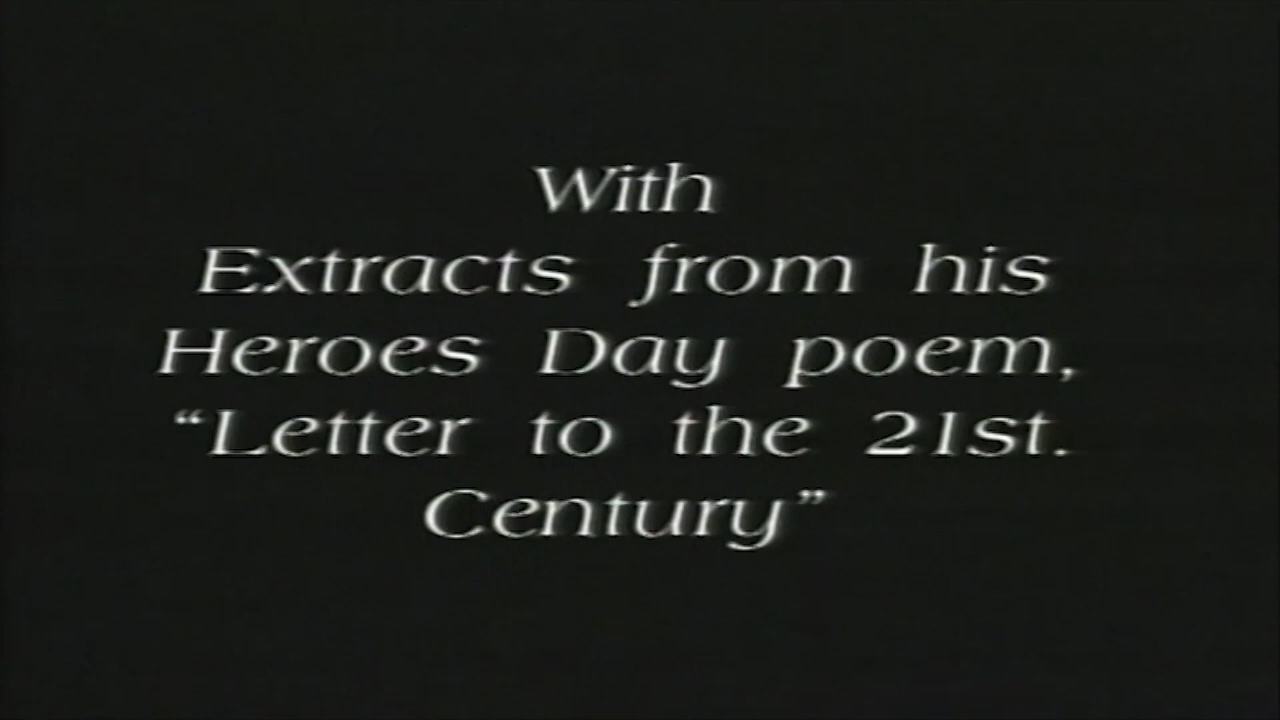 With
Extracts from his
Heroes Day poem,
“Letter to the 21st.
Century”